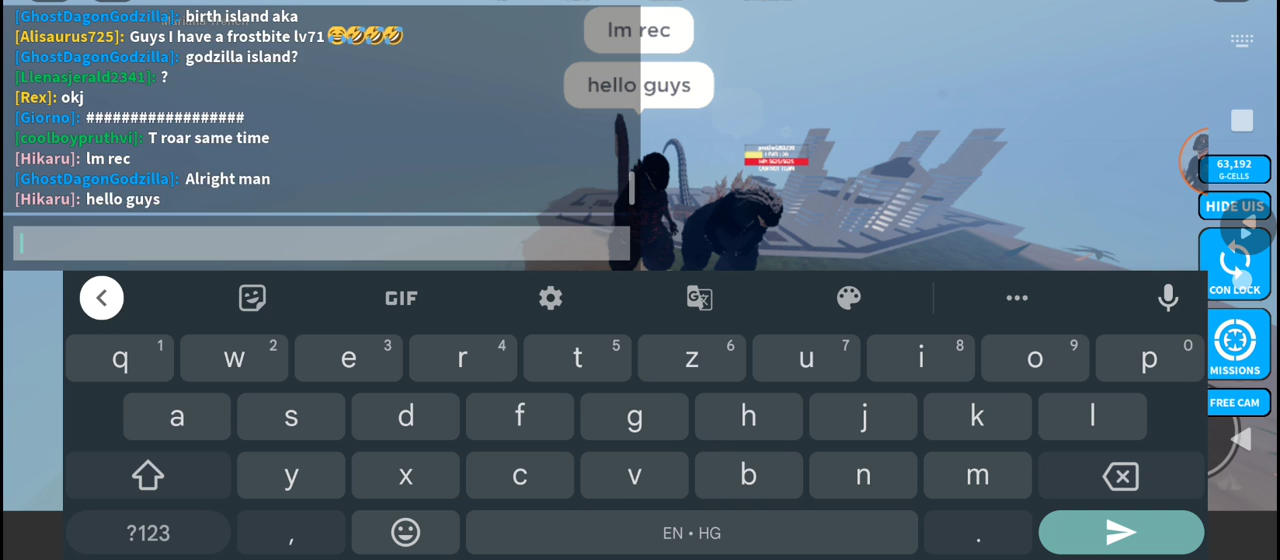 [GhostDagonGodzilla]: birth island aka
[Alisaurus725]: Guys I have a frostbite lv71 😂🤣🤣🤣
[GhostDagonGodzilla]: godzilla island?
[Llenasjerald2341]: ?
[Rex]: okj
[Giorno]: ##################
[coolboypruthvi]: T roar same time
[Hikaru]: lm rec
[GhostDagonGodzilla]: Alright man
[Hikaru]: hello guys
lm rec
hello guys
63,192
G-CELLS
HIDE UIS
CON LOCK
MISSIONS
FREE CAM
GIF
q 1 w 2 e 3 r 4 t 5 z 6 u 7 i 8 o 9 p 0
a s d f g h j k l
y x c v b n m
?123 , EN • HG .